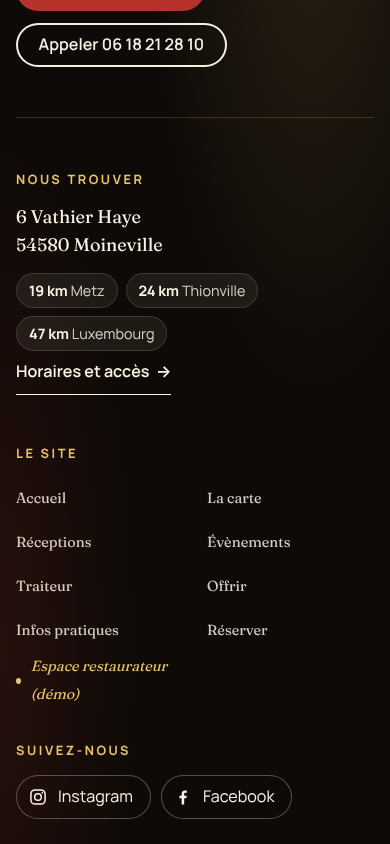 Appeler 06 18 21 28 10
NOUS TROUVER
6 Vathier Haye
54580 Moineville
19 km Metz
24 km Thionville
47 km Luxembourg
Horaires et accès →
LE SITE
Accueil
La carte
Réceptions
Évènements
Traiteur
Offrir
Infos pratiques
Réserver
Espace restaurateur
(démo)
SUIVEZ-NOUS
Instagram
Facebook